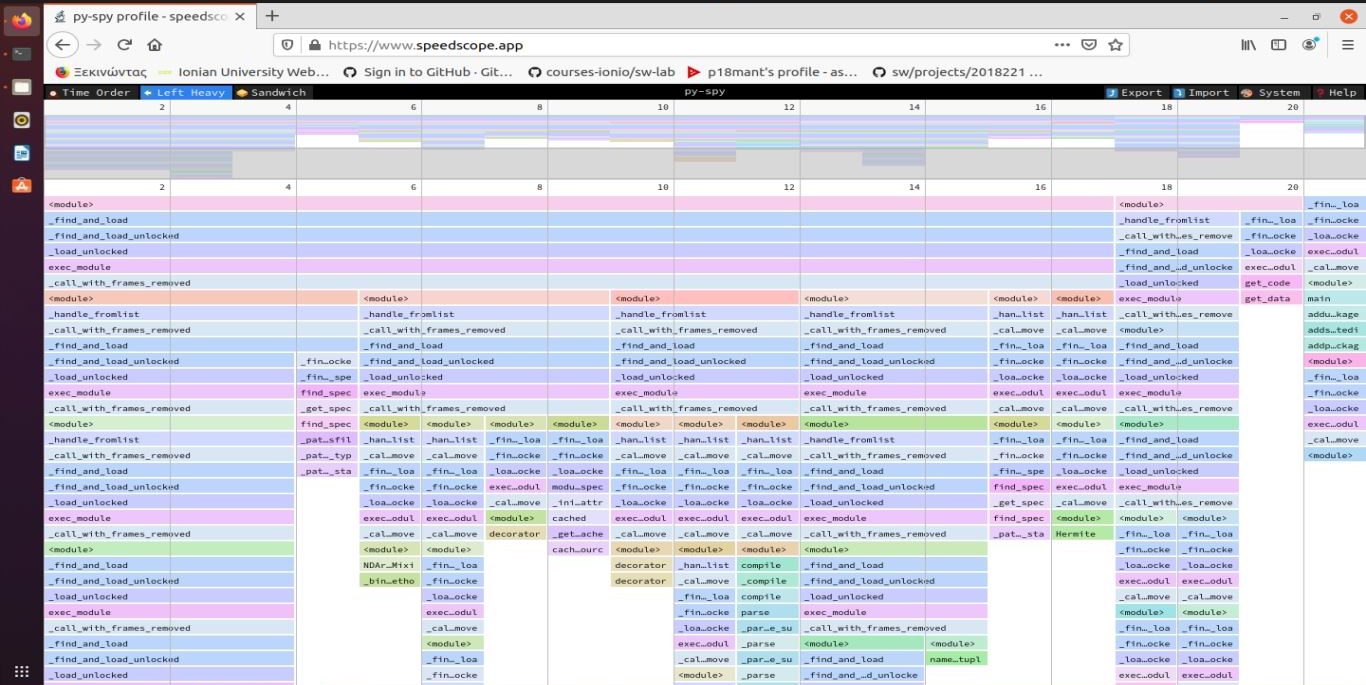 py-spy profile - speedsco
https://www.speedscope.app
Ξεκινώντας Ionian University Web… Sign in to GitHub · Git… courses-ionio/sw-lab p18mant's profile - as… sw/projects/2018221 …
Time Order Left Heavy Sandwich py-spy Export Import System Help
2 4 6 8 10 12 14 16 18 20
2 4 6 8 10 12 14 16 18 20
<module> <module> _fin…_loa
_find_and_load _handle_fromlist _fin…_loa _fin…ocke
_find_and_load_unlocked _call_with…es_remove _fin…ocke _loa…ocke
_load_unlocked _find_and_load _loa…ocke exec…odul
exec_module _find_and_…d_unlocke exec…odul _cal…move
_call_with_frames_removed _load_unlocked get_code <module>
<module> <module> <module> <module> <module> <module> exec_module get_data main
_handle_fromlist _handle_fromlist _handle_fromlist _handle_fromlist _han…list _han…list _call_with…es_remove addu…kage
_call_with_frames_removed _call_with_frames_removed _call_with_frames_removed _call_with_frames_removed _cal…move _cal…move <module> adds…tedi
_find_and_load _find_and_load _find_and_load _find_and_load _fin…_loa _fin…_loa _find_and_load addp…ckag
_find_and_load_unlocked _fin…ocke _find_and_load_unlocked _find_and_load_unlocked _find_and_load_unlocked _fin…ocke _fin…ocke _find_and_…d_unlocke <module>
_load_unlocked _fin…_spe _load_unlocked _load_unlocked _load_unlocked _loa…ocke _loa…ocke _load_unlocked _fin…_loa
exec_module find_spec exec_module exec_module exec_module exec…odul exec…odul exec_module _fin…ocke
_call_with_frames_removed _get_spec _call_with_frames_removed _call_with_frames_removed _call_with_frames_removed _cal…move _cal…move _call_with…es_remove _loa…ocke
<module> find_spec <module> <module> <module> <module> <module> <module> <module> <module> <module> <module> <module> exec…odul
_handle_fromlist _pat…sfil _han…list _han…list _fin…_loa _fin…_loa _han…list _han…list _han…list _handle_fromlist _fin…_loa _fin…_loa _find_and_load _cal…move
_call_with_frames_removed _pat…_typ _cal…move _cal…move _fin…ocke _fin…ocke _cal…move _cal…move _cal…move _call_with_frames_removed _fin…ocke _fin…ocke _find_and_…d_unlocke <module>
_find_and_load _pat…_sta _fin…_loa _fin…_loa _loa…ocke _loa…ocke _fin…_loa _fin…_loa _fin…_loa _find_and_load _fin…_spe _loa…ocke _load_unlocked
_find_and_load_unlocked _fin…ocke _fin…ocke exec…odul modu…spec _fin…ocke _fin…ocke _fin…ocke _find_and_load_unlocked find_spec exec…odul exec_module
_load_unlocked _loa…ocke _loa…ocke _cal…move _ini…attr _loa…ocke _loa…ocke _loa…ocke _load_unlocked _get_spec _cal…move _call_with…es_remove
exec_module exec…odul exec…odul <module> cached exec…odul exec…odul exec…odul exec_module find_spec <module> <module> <module>
_call_with_frames_removed _cal…move _cal…move decorator _get…ache _cal…move _cal…move _cal…move _call_with_frames_removed _pat…_sta Hermite _fin…_loa _fin…_loa
<module> <module> <module> cach…ourc <module> <module> <module> <module> _fin…ocke _fin…ocke
_find_and_load NDAr…Mixi _fin…_loa decorator _han…list compile _find_and_load _loa…ocke _loa…ocke
_find_and_load_unlocked _bin…etho _fin…ocke decorator _cal…move _compile _find_and_load_unlocked exec…odul exec…odul
_load_unlocked _loa…ocke _fin…_loa compile _load_unlocked _cal…move _cal…move
exec_module exec…odul _fin…ocke parse exec_module <module> <module>
_call_with_frames_removed _cal…move _loa…ocke _par…e_su _call_with_frames_removed _fin…_loa _fin…_loa
<module> <module> exec…odul _parse <module> <module> _fin…ocke _fin…ocke
_find_and_load_unlocked _fin…_loa _cal…move _par…e_su _find_and_load name…tupl _loa…ocke _loa…ocke
_load_unlocked _fin…ocke <module> _parse _find_and_…d_unlocke exec…odul exec…odul